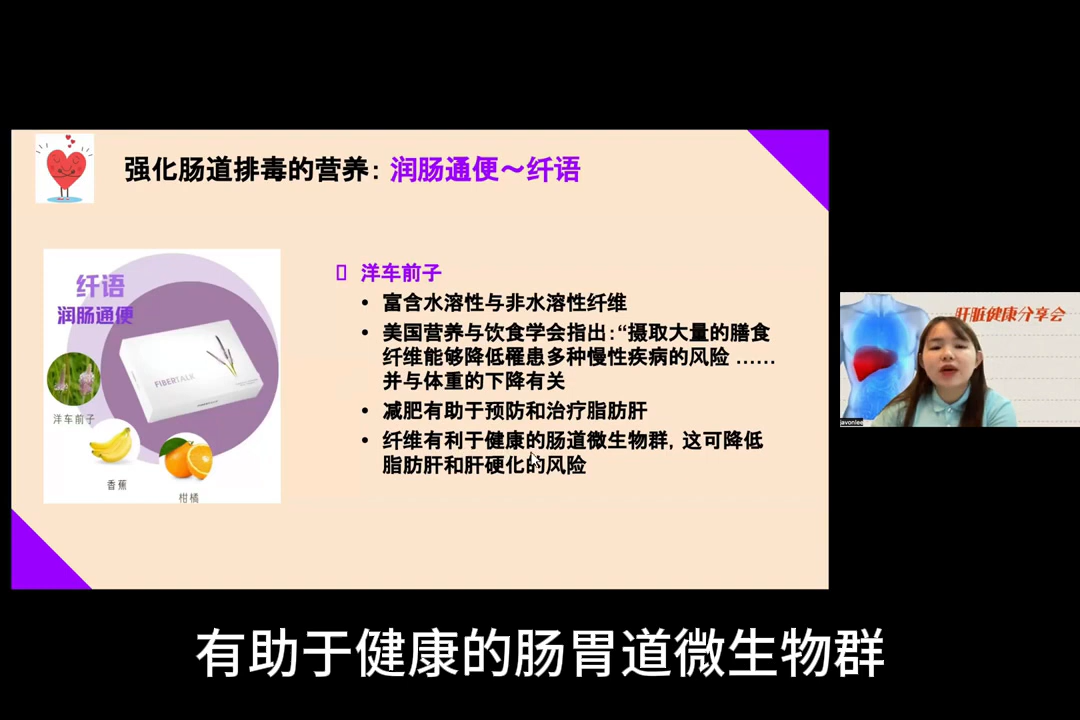 强化肠道排毒的营养：润肠通便～纤语
纤语
润肠通便
FIBERTALK
洋车前子
香蕉
柑橘
洋车前子
• 富含水溶性与非水溶性纤维
• 美国营养与饮食学会指出：“摄取大量的膳食
纤维能够降低罹患多种慢性疾病的风险 ……
并与体重的下降有关
• 减肥有助于预防和治疗脂肪肝
• 纤维有利于健康的肠道微生物群，这可降低
脂肪肝和肝硬化的风险
肝脏健康分享会
javonlee
有助于健康的肠胃道微生物群